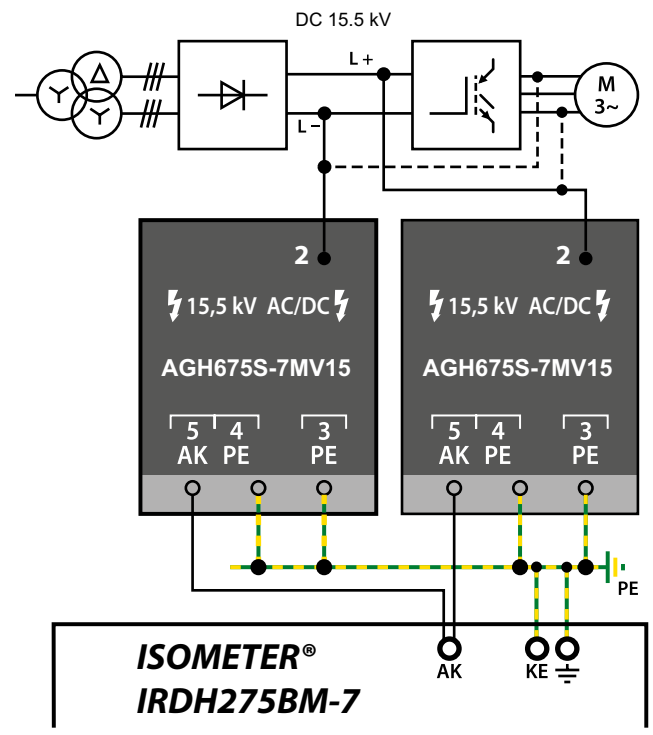 DC 15.5 kV
L+
L−
M
3~
2
15,5 kV AC/DC
AGH675S-7MV15
5 4 3
AK PE PE
2
15,5 kV AC/DC
AGH675S-7MV15
5 4 3
AK PE PE
PE
ISOMETER®
IRDH275BM-7
AK KE